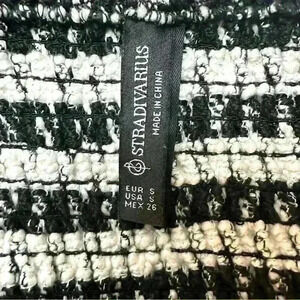 STRADIVARIUS
MADE IN CHINA
EUR S
USA S
MEX 26